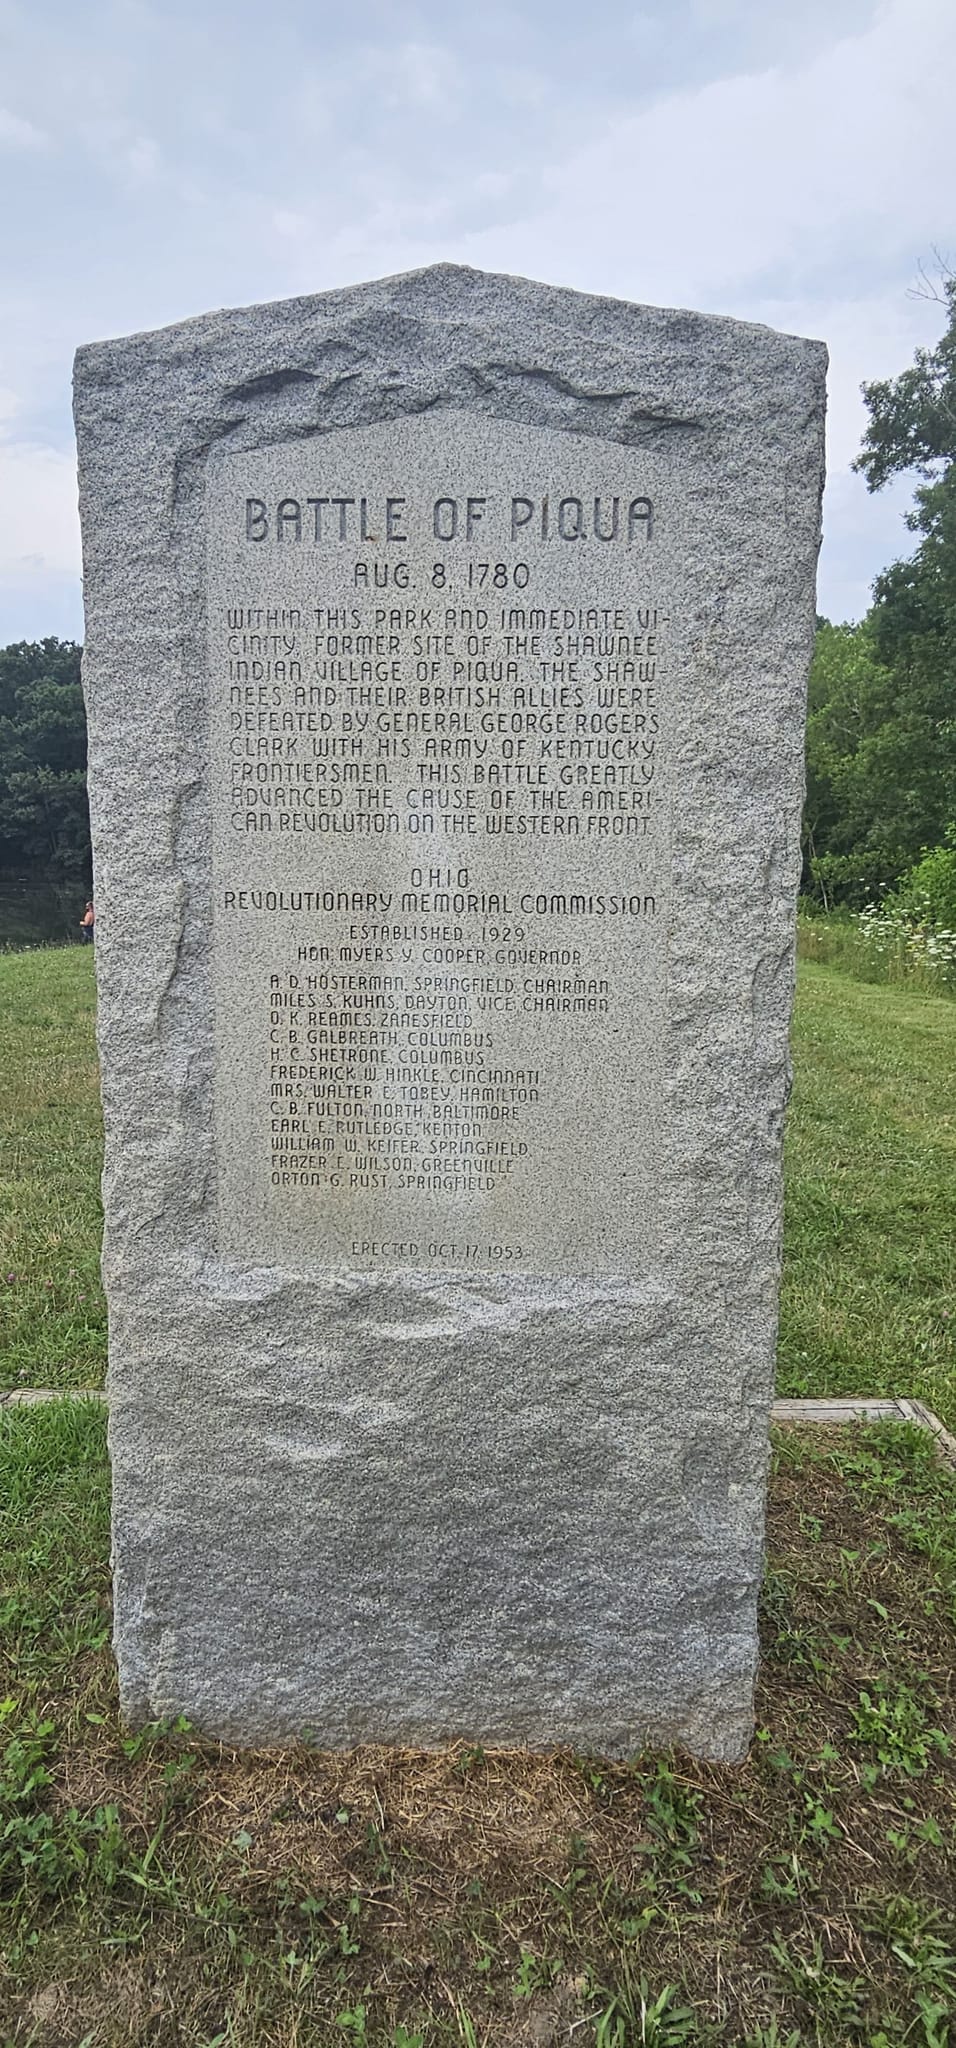 BATTLE OF PIQUA
AUG. 8, 1780
WITHIN THIS PARK AND IMMEDIATE VI-
CINITY, FORMER SITE OF THE SHAWNEE
INDIAN VILLAGE OF PIQUA, THE SHAW-
NEES AND THEIR BRITISH ALLIES WERE
DEFEATED BY GENERAL GEORGE ROGERS
CLARK WITH HIS ARMY OF KENTUCKY
FRONTIERSMEN. THIS BATTLE GREATLY
ADVANCED THE CAUSE OF THE AMERI-
CAN REVOLUTION ON THE WESTERN FRONT.
OHIO
REVOLUTIONARY MEMORIAL COMMISSION
ESTABLISHED 1929
HON. MYERS Y. COOPER, GOVERNOR
A. D. HOSTERMAN, SPRINGFIELD, CHAIRMAN
MILES S. KUHNS, DAYTON, VICE CHAIRMAN
O. K. REAMES, ZANESFIELD
C. B. GALBREATH, COLUMBUS
H. C. SHETRONE, COLUMBUS
FREDERICK W. HINKLE, CINCINNATI
MRS. WALTER E. TOBEY, HAMILTON
C. B. FULTON, NORTH BALTIMORE
EARL E. RUTLEDGE, KENTON
WILLIAM W. KEIFER, SPRINGFIELD
FRAZER E. WILSON, GREENVILLE
ORTON G. RUST, SPRINGFIELD
ERECTED OCT. 17, 1953